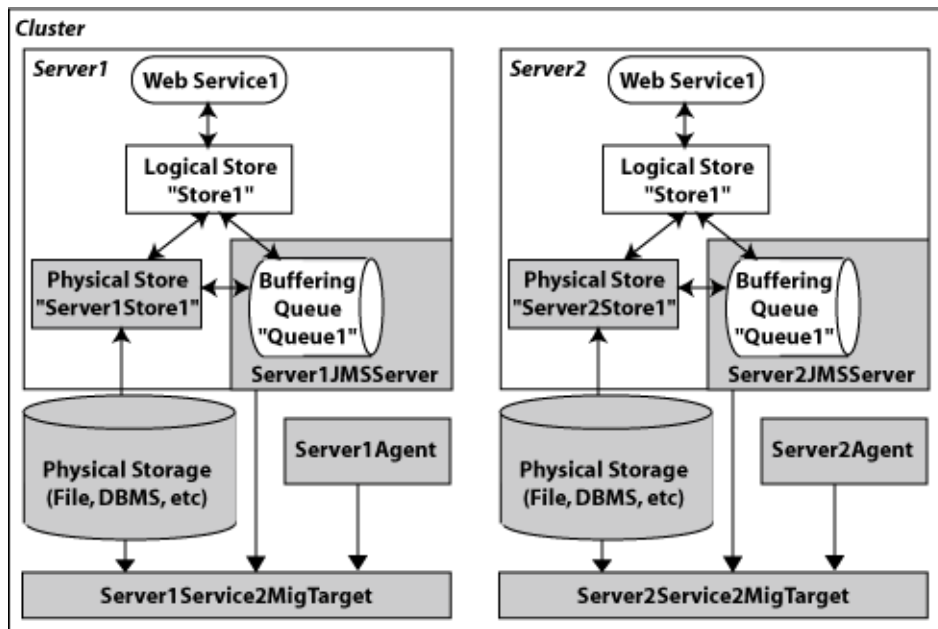 Cluster
Server1
Web Service1
Logical Store
"Store1"
Physical Store
"Server1Store1"
Buffering
Queue
"Queue1"
Server1JMSServer
Physical Storage
(File, DBMS, etc)
Server1Agent
Server1Service2MigTarget
Server2
Web Service1
Logical Store
"Store1"
Physical Store
"Server2Store1"
Buffering
Queue
"Queue1"
Server2JMSServer
Physical Storage
(File, DBMS, etc)
Server2Agent
Server2Service2MigTarget